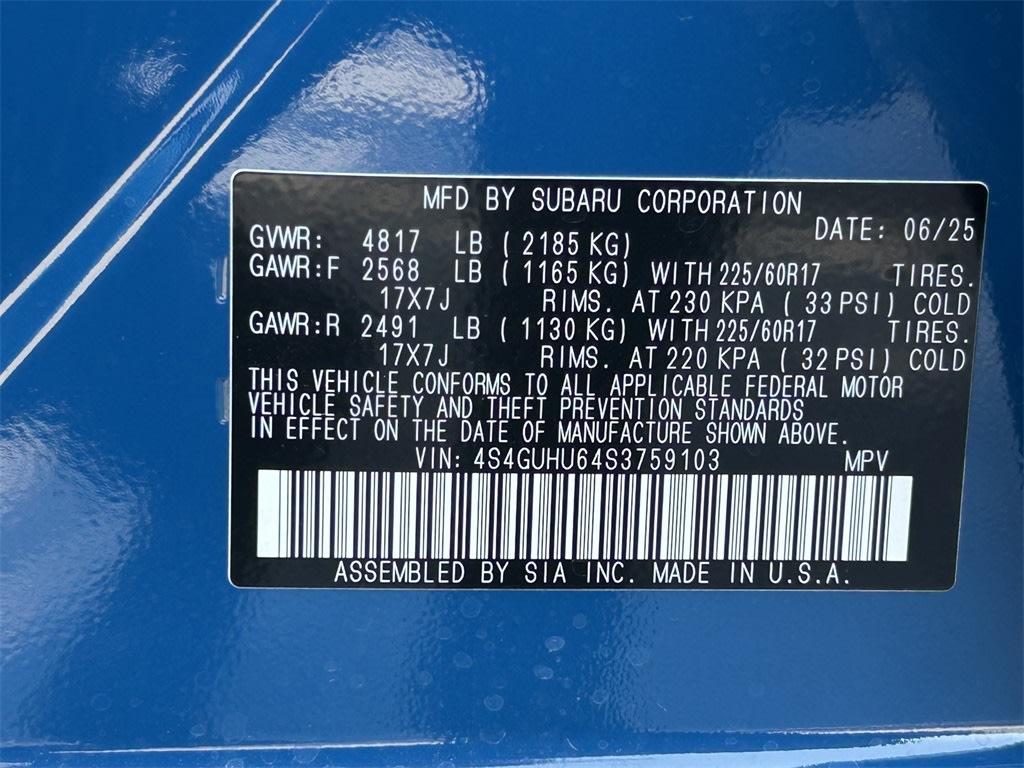 MFD BY SUBARU CORPORATION
DATE: 06/25
GVWR: 4817 LB ( 2185 KG)
GAWR:F 2568 LB ( 1165 KG) WITH 225/60R17 TIRES.
17X7J RIMS. AT 230 KPA ( 33 PSI) COLD
GAWR:R 2491 LB ( 1130 KG) WITH 225/60R17 TIRES.
17X7J RIMS. AT 220 KPA ( 32 PSI) COLD
THIS VEHICLE CONFORMS TO ALL APPLICABLE FEDERAL MOTOR
VEHICLE SAFETY AND THEFT PREVENTION STANDARDS
IN EFFECT ON THE DATE OF MANUFACTURE SHOWN ABOVE.
VIN: 4S4GUHU64S3759103 MPV
ASSEMBLED BY SIA INC. MADE IN U.S.A.